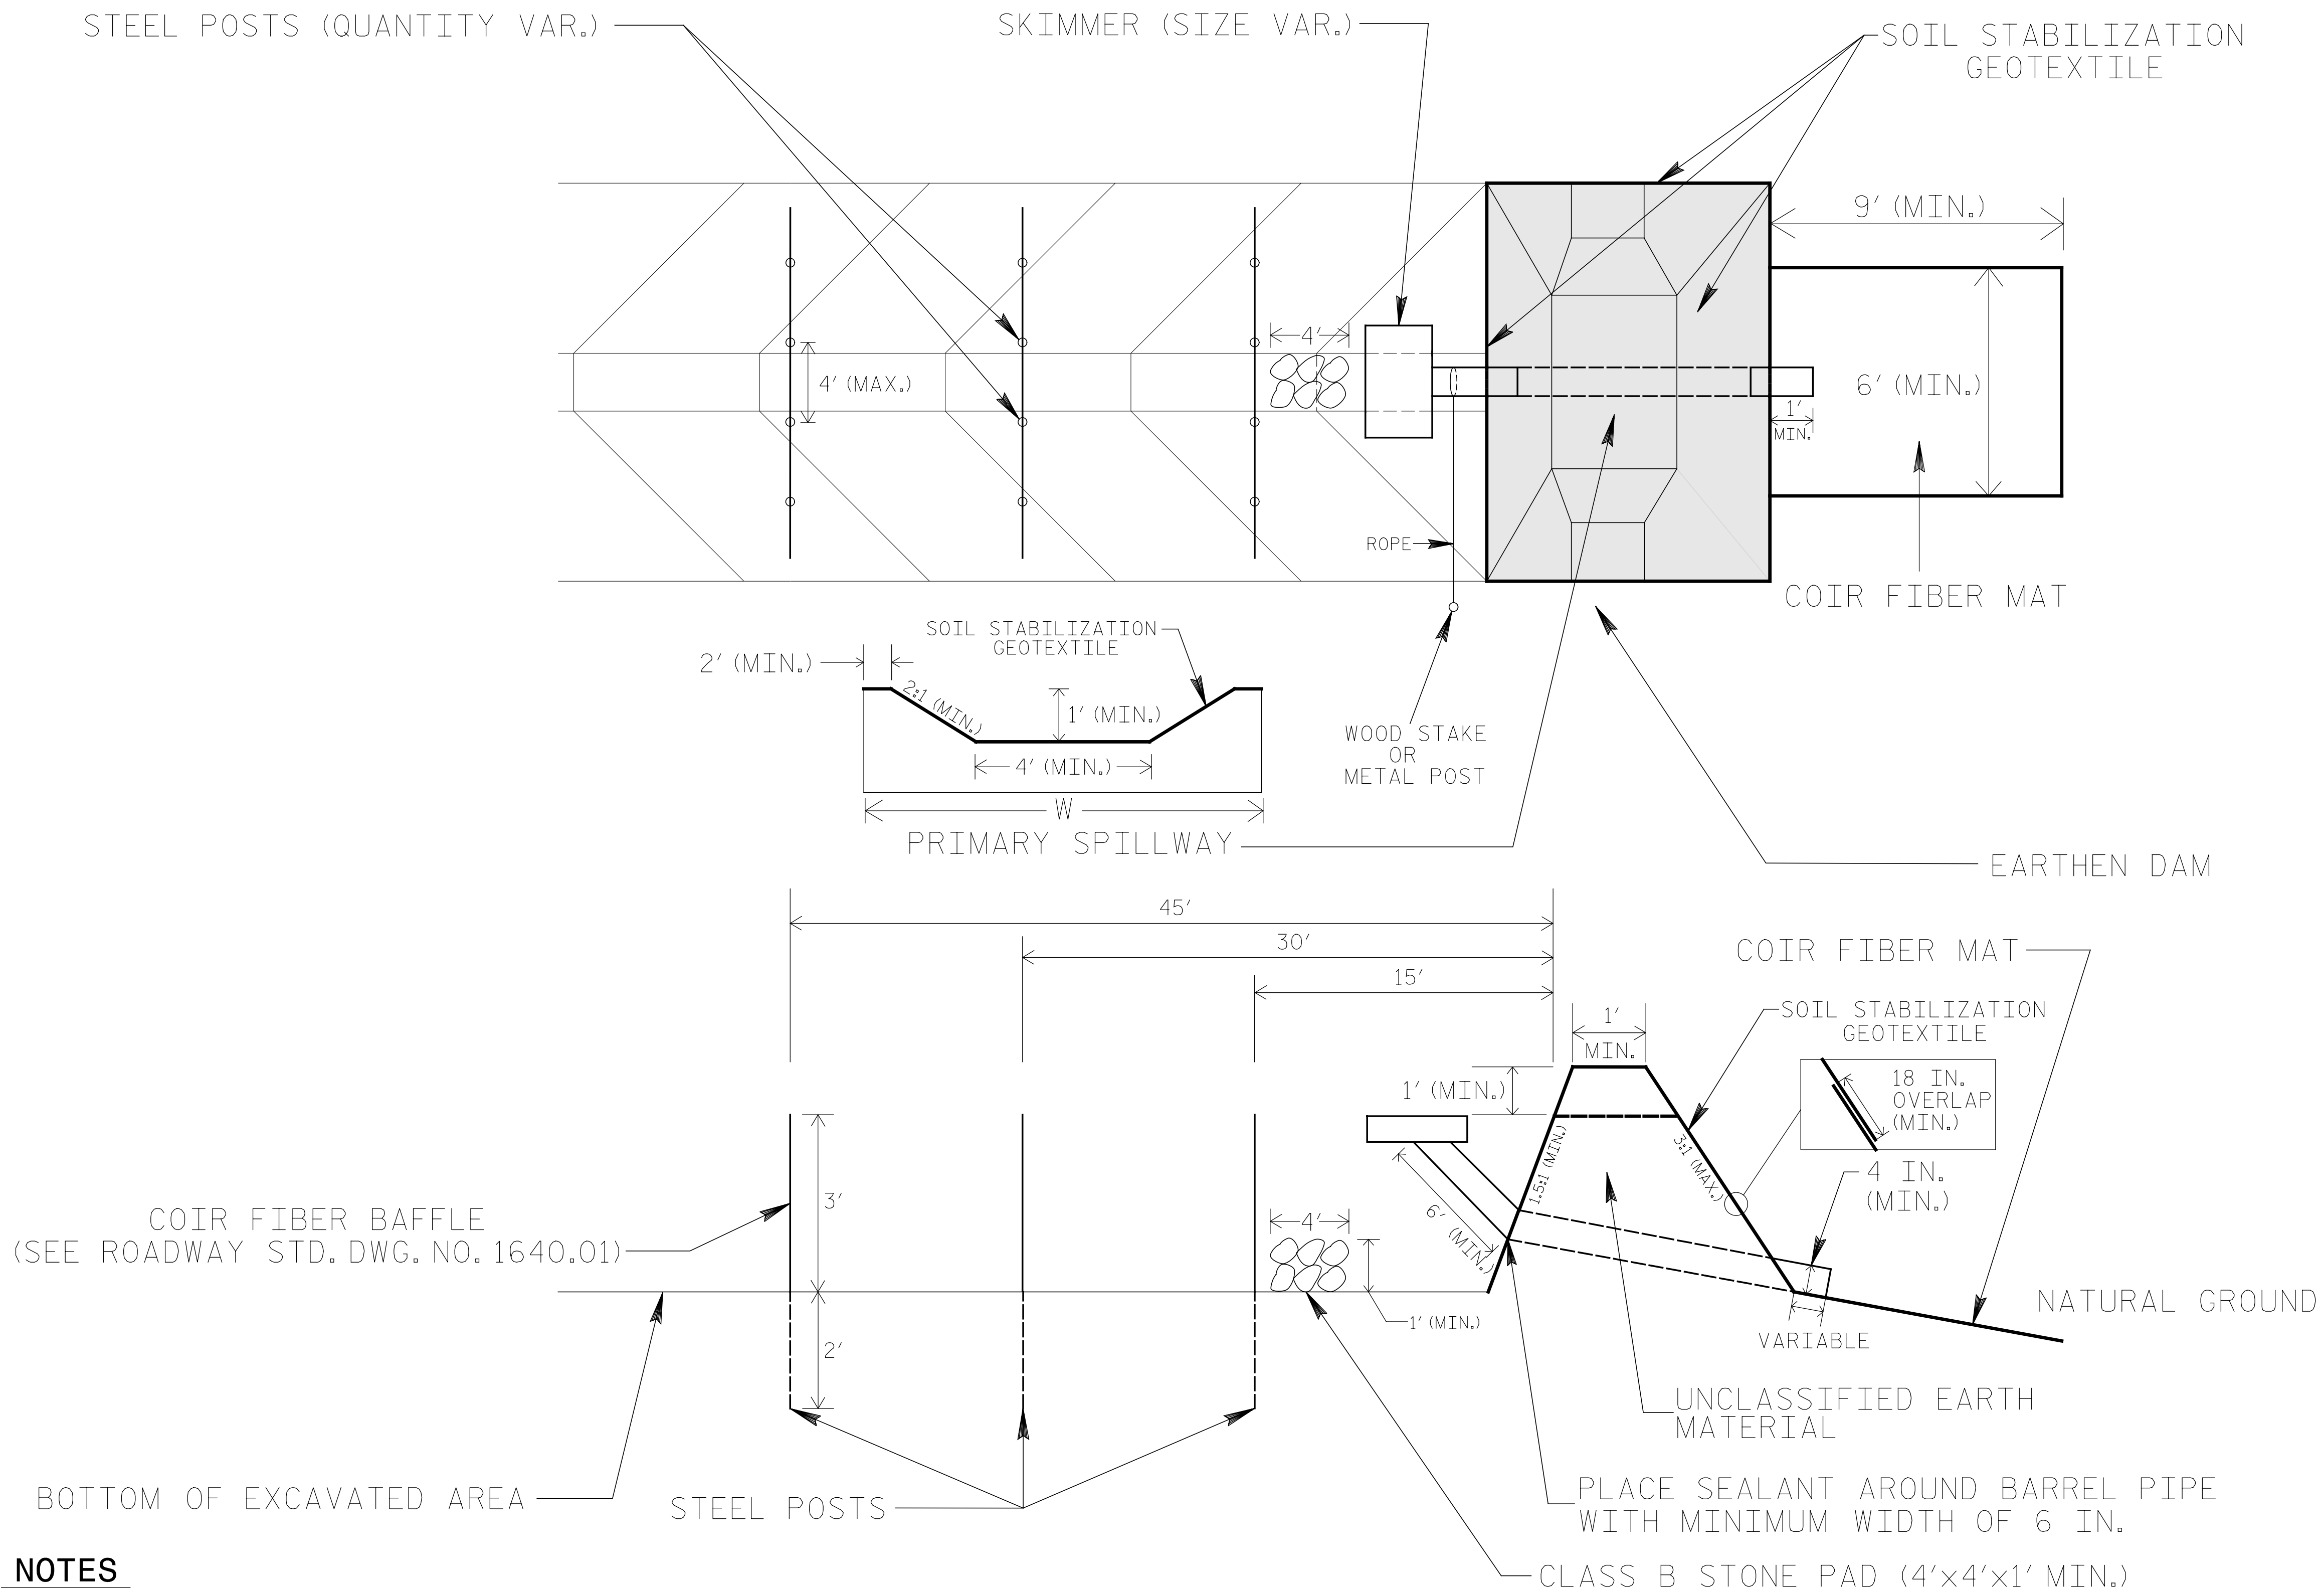 STEEL POSTS (QUANTITY VAR.)
SKIMMER (SIZE VAR.)
SOIL STABILIZATION
GEOTEXTILE
9' (MIN.)
4'
4' (MAX.)
6' (MIN.)
1'
MIN.
ROPE
COIR FIBER MAT
SOIL STABILIZATION
GEOTEXTILE
2' (MIN.)
2:1 (MIN.)
1' (MIN.)
4' (MIN.)
W
PRIMARY SPILLWAY
WOOD STAKE
OR
METAL POST
EARTHEN DAM
45'
30'
15'
COIR FIBER MAT
1'
MIN.
SOIL STABILIZATION
GEOTEXTILE
1' (MIN.)
18 IN.
OVERLAP
(MIN.)
1.5:1 (MIN.)
3:1 (MAX.)
4 IN.
(MIN.)
3'
6' (MIN.)
4'
COIR FIBER BAFFLE
(SEE ROADWAY STD. DWG. NO. 1640.01)
1' (MIN.)
NATURAL GROUND
VARIABLE
2'
UNCLASSIFIED EARTH
MATERIAL
BOTTOM OF EXCAVATED AREA
STEEL POSTS
PLACE SEALANT AROUND BARREL PIPE
WITH MINIMUM WIDTH OF 6 IN.
CLASS B STONE PAD (4'x4'x1' MIN.)
NOTES